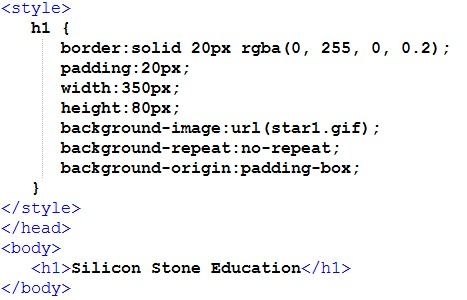 <style>
h1 {
border:solid 20px rgba(0, 255, 0, 0.2);
padding:20px;
width:350px;
height:80px;
background-image:url(star1.gif);
background-repeat:no-repeat;
background-origin:padding-box;
}
</style>
</head>
<body>
<h1>Silicon Stone Education</h1>
</body>